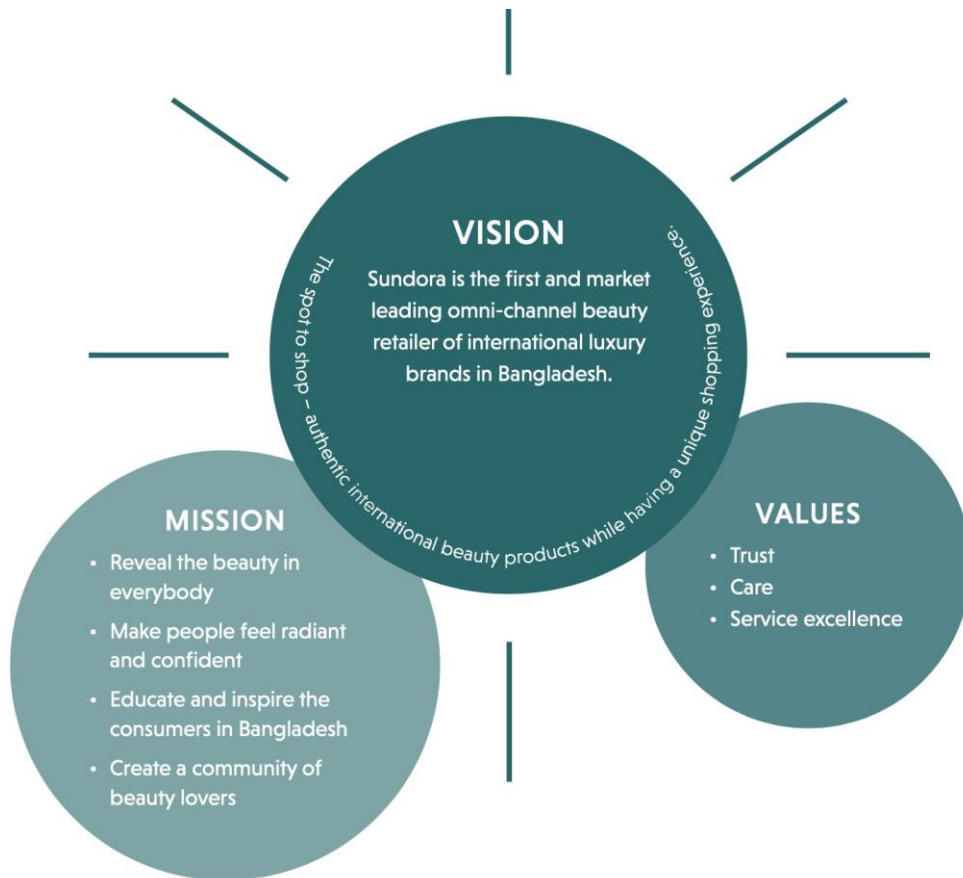 VISION
Sundora is the first and market
leading omni-channel beauty
retailer of international luxury
brands in Bangladesh.
The spot to shop – authentic international beauty products while having a unique shopping experience.
MISSION
• Reveal the beauty in
everybody
• Make people feel radiant
and confident
• Educate and inspire the
consumers in Bangladesh
• Create a community of
beauty lovers
VALUES
• Trust
• Care
• Service excellence